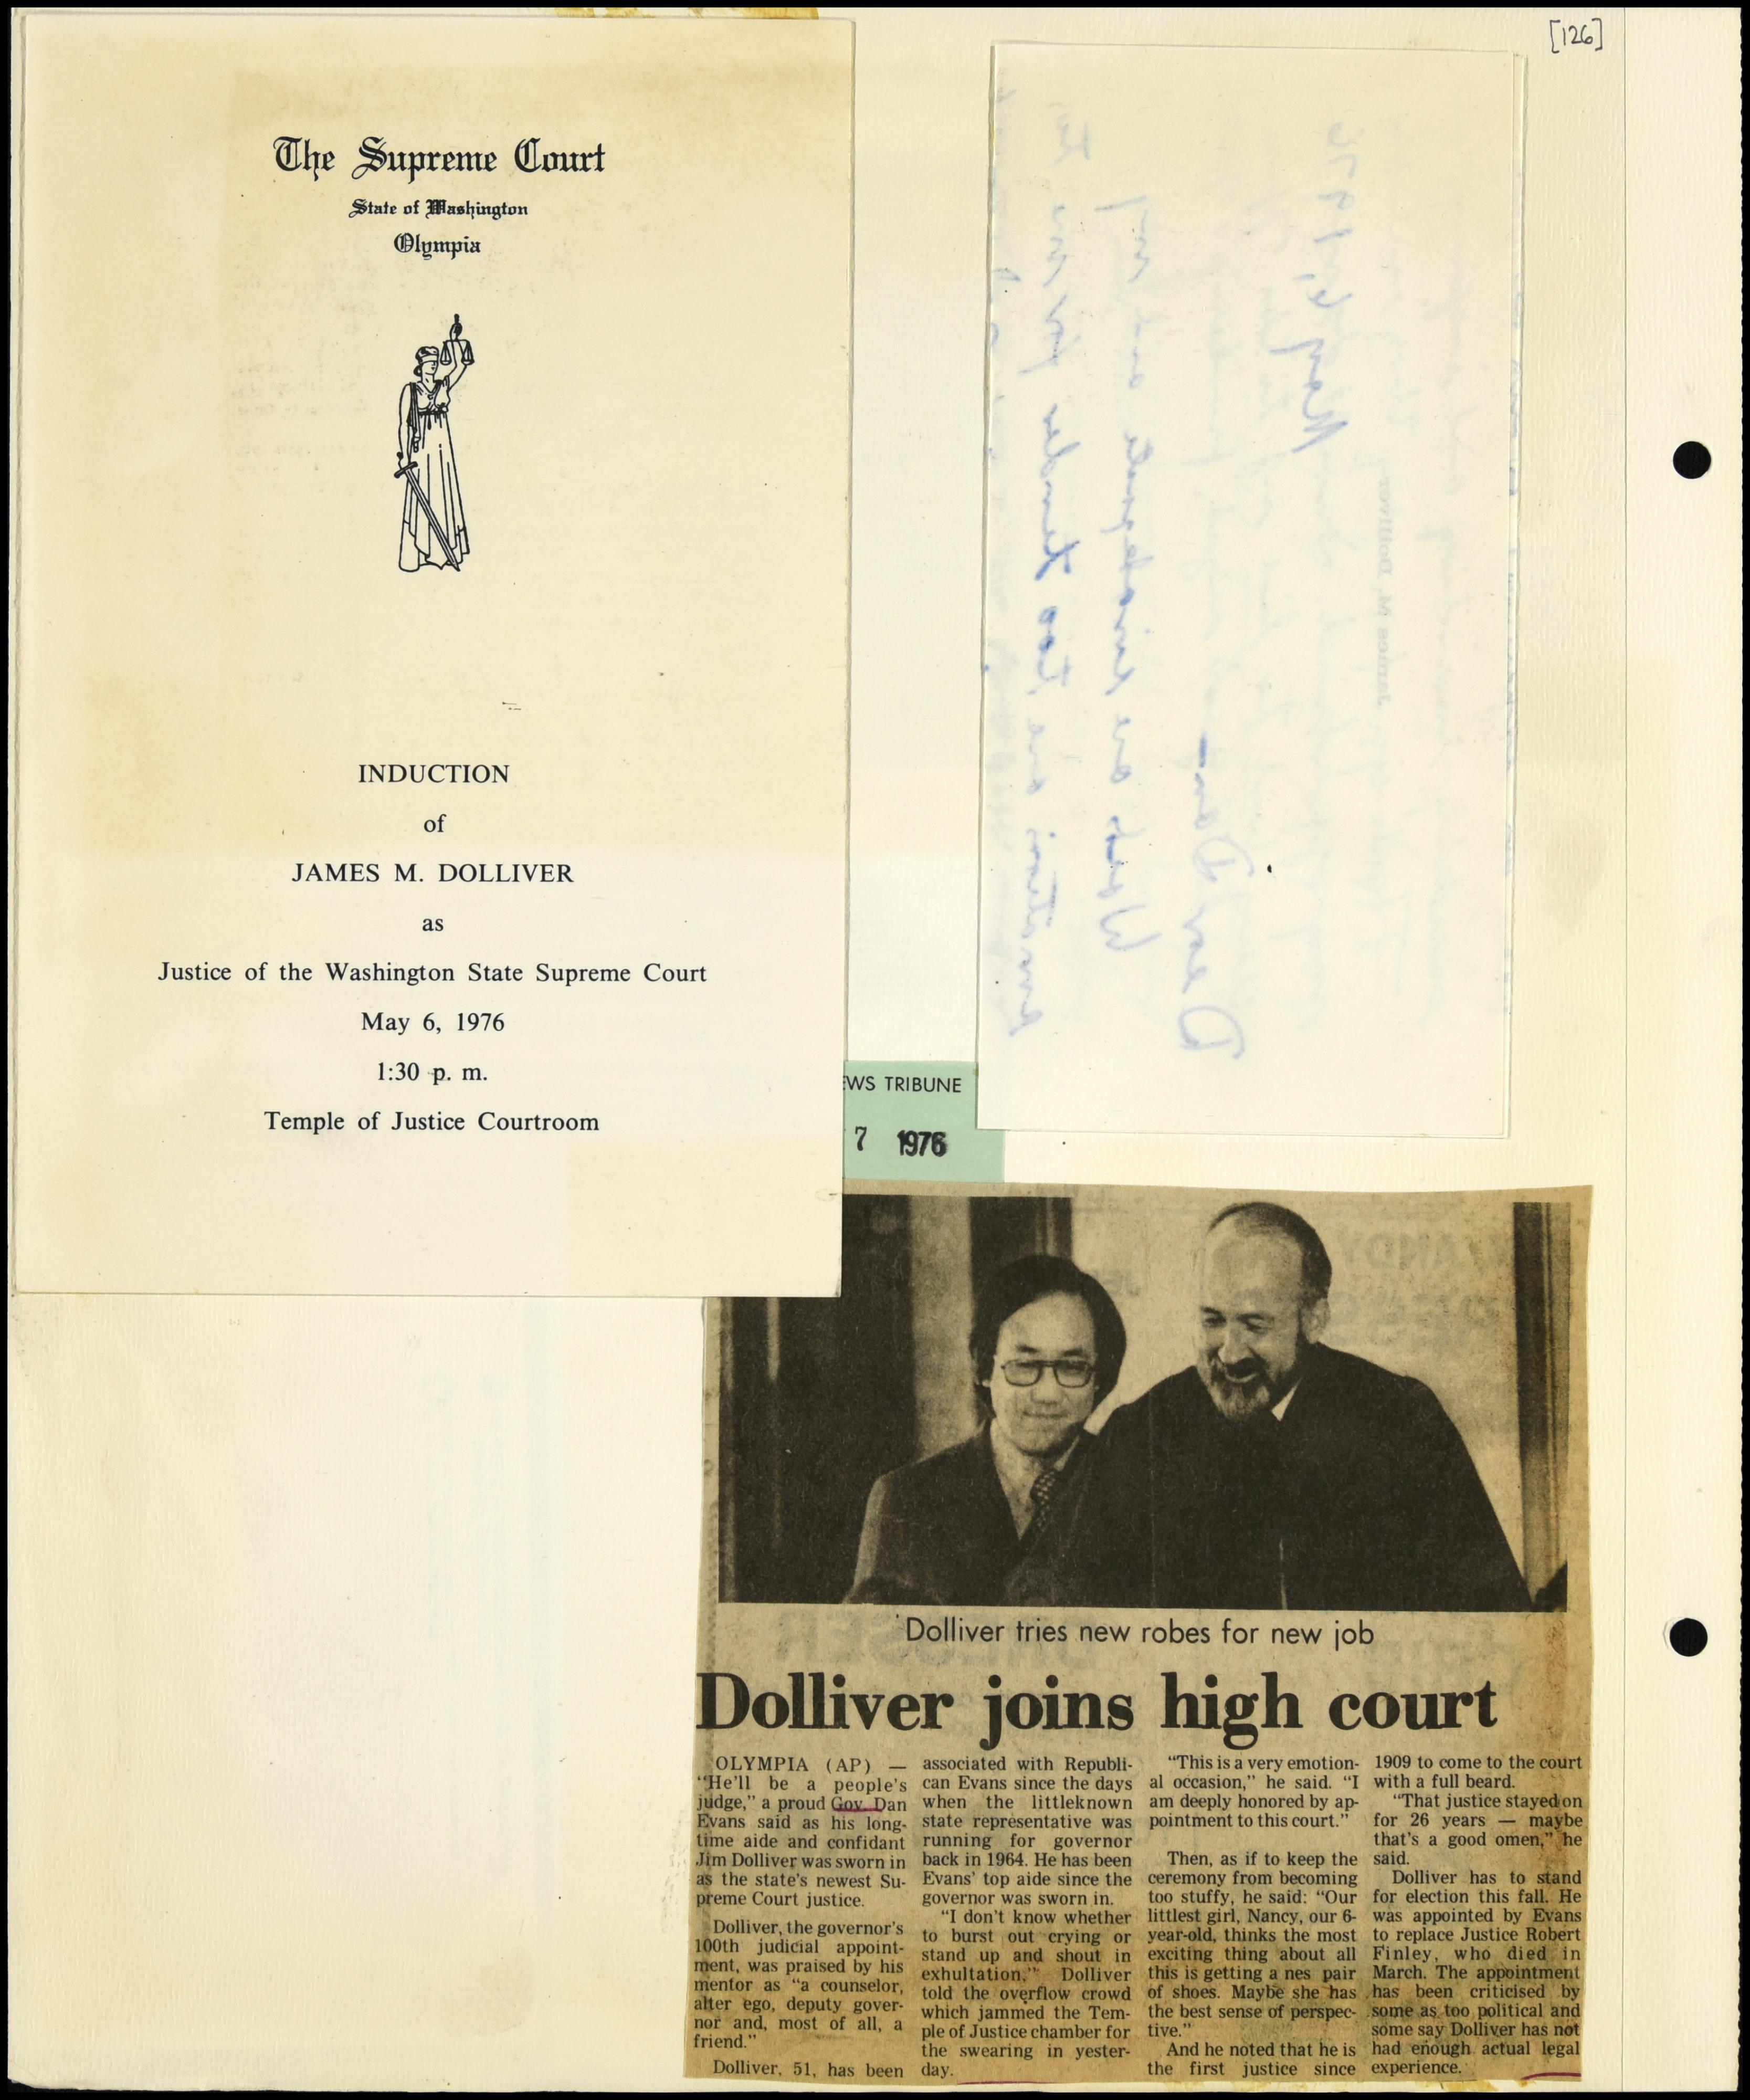 [126]
The Supreme Court
State of Washington
Olympia
INDUCTION
of
JAMES M. DOLLIVER
as
Justice of the Washington State Supreme Court
May 6, 1976
1:30 p. m.
Temple of Justice Courtroom
May 6, 1976
James M. Dolliver
Dear Dan—
Words are inadequate and my
EWS TRIBUNE
7 1976
Dolliver tries new robes for new job
Dolliver joins high court
OLYMPIA (AP) —
"He'll be a people's
judge," a proud Gov. Dan
Evans said as his long-
time aide and confidant
Jim Dolliver was sworn in
as the state's newest Su-
preme Court justice.
Dolliver, the governor's
100th judicial appoint-
ment, was praised by his
mentor as "a counselor,
alter ego, deputy gover-
nor and, most of all, a
friend."
Dolliver, 51, has been
associated with Republi-
can Evans since the days
when the littleknown
state representative was
running for governor
back in 1964. He has been
Evans' top aide since the
governor was sworn in.
"I don't know whether
to burst out crying or
stand up and shout in
exhultation," Dolliver
told the overflow crowd
which jammed the Tem-
ple of Justice chamber for
the swearing in yester-
day.
"This is a very emotion-
al occasion," he said. "I
am deeply honored by ap-
pointment to this court."
Then, as if to keep the
ceremony from becoming
too stuffy, he said: "Our
littlest girl, Nancy, our 6-
year-old, thinks the most
exciting thing about all
this is getting a nes pair
of shoes. Maybe she has
the best sense of perspec-
tive."
And he noted that he is
the first justice since
1909 to come to the court
with a full beard.
"That justice stayed on
for 26 years — maybe
that's a good omen," he
said.
Dolliver has to stand
for election this fall. He
was appointed by Evans
to replace Justice Robert
Finley, who died in
March. The appointment
has been criticised by
some as too political and
some say Dolliver has not
had enough actual legal
experience.